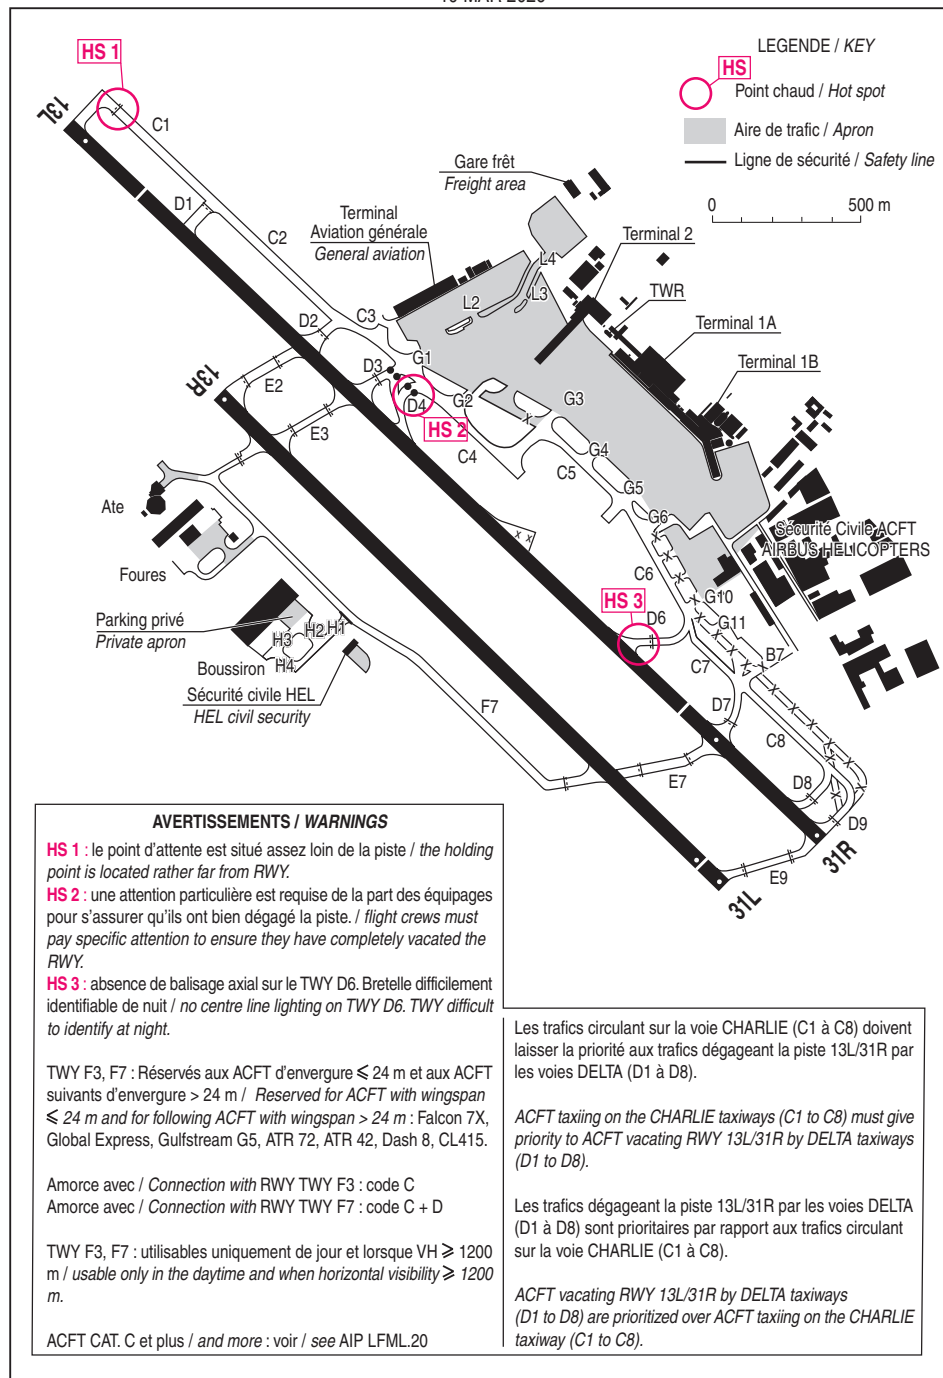 HS 1
LEGENDE / KEY
HS
Point chaud / Hot spot
Aire de trafic / Apron
Ligne de sécurité / Safety line
0 500 m
13L
C1
D1
C2
Gare frêt
Freight area
Terminal
Aviation générale
General aviation
Terminal 2
L4
L3
L2
TWR
Terminal 1A
Terminal 1B
C3
D2
G1
D3
13R
E2
G2
G3
D4
HS 2
E3
C4
G4
C5
G5
G6
Ate
Sécurité Civile ACFT
AIRBUS HELICOPTERS
Foures
C6
G10
HS 3
D6
G11
Parking privé
Private apron
H1
H2
H3
H4
Boussiron
B7
C7
Sécurité civile HEL
HEL civil security
F7
D7
C8
E7
D8
D9
31R
E9
31L
AVERTISSEMENTS / WARNINGS
HS 1 : le point d'attente est situé assez loin de la piste / the holding
point is located rather far from RWY.
HS 2 : une attention particulière est requise de la part des équipages
pour s'assurer qu'ils ont bien dégagé la piste. / flight crews must
pay specific attention to ensure they have completely vacated the
RWY.
HS 3 : absence de balisage axial sur le TWY D6. Bretelle difficilement
identifiable de nuit / no centre line lighting on TWY D6. TWY difficult
to identify at night.
TWY F3, F7 : Réservés aux ACFT d'envergure ⩽ 24 m et aux ACFT
suivants d'envergure > 24 m / Reserved for ACFT with wingspan
⩽ 24 m and for following ACFT with wingspan > 24 m : Falcon 7X,
Global Express, Gulfstream G5, ATR 72, ATR 42, Dash 8, CL415.
Amorce avec / Connection with RWY TWY F3 : code C
Amorce avec / Connection with RWY TWY F7 : code C + D
TWY F3, F7 : utilisables uniquement de jour et lorsque VH ⩾ 1200
m / usable only in the daytime and when horizontal visibility ⩾ 1200
m.
ACFT CAT. C et plus / and more : voir / see AIP LFML.20
Les trafics circulant sur la voie CHARLIE (C1 à C8) doivent
laisser la priorité aux trafics dégageant la piste 13L/31R par
les voies DELTA (D1 à D8).
ACFT taxiing on the CHARLIE taxiways (C1 to C8) must give
priority to ACFT vacating RWY 13L/31R by DELTA taxiways
(D1 to D8).
Les trafics dégageant la piste 13L/31R par les voies DELTA
(D1 à D8) sont prioritaires par rapport aux trafics circulant
sur la voie CHARLIE (C1 à C8).
ACFT vacating RWY 13L/31R by DELTA taxiways
(D1 to D8) are prioritized over ACFT taxiing on the CHARLIE
taxiway (C1 to C8).